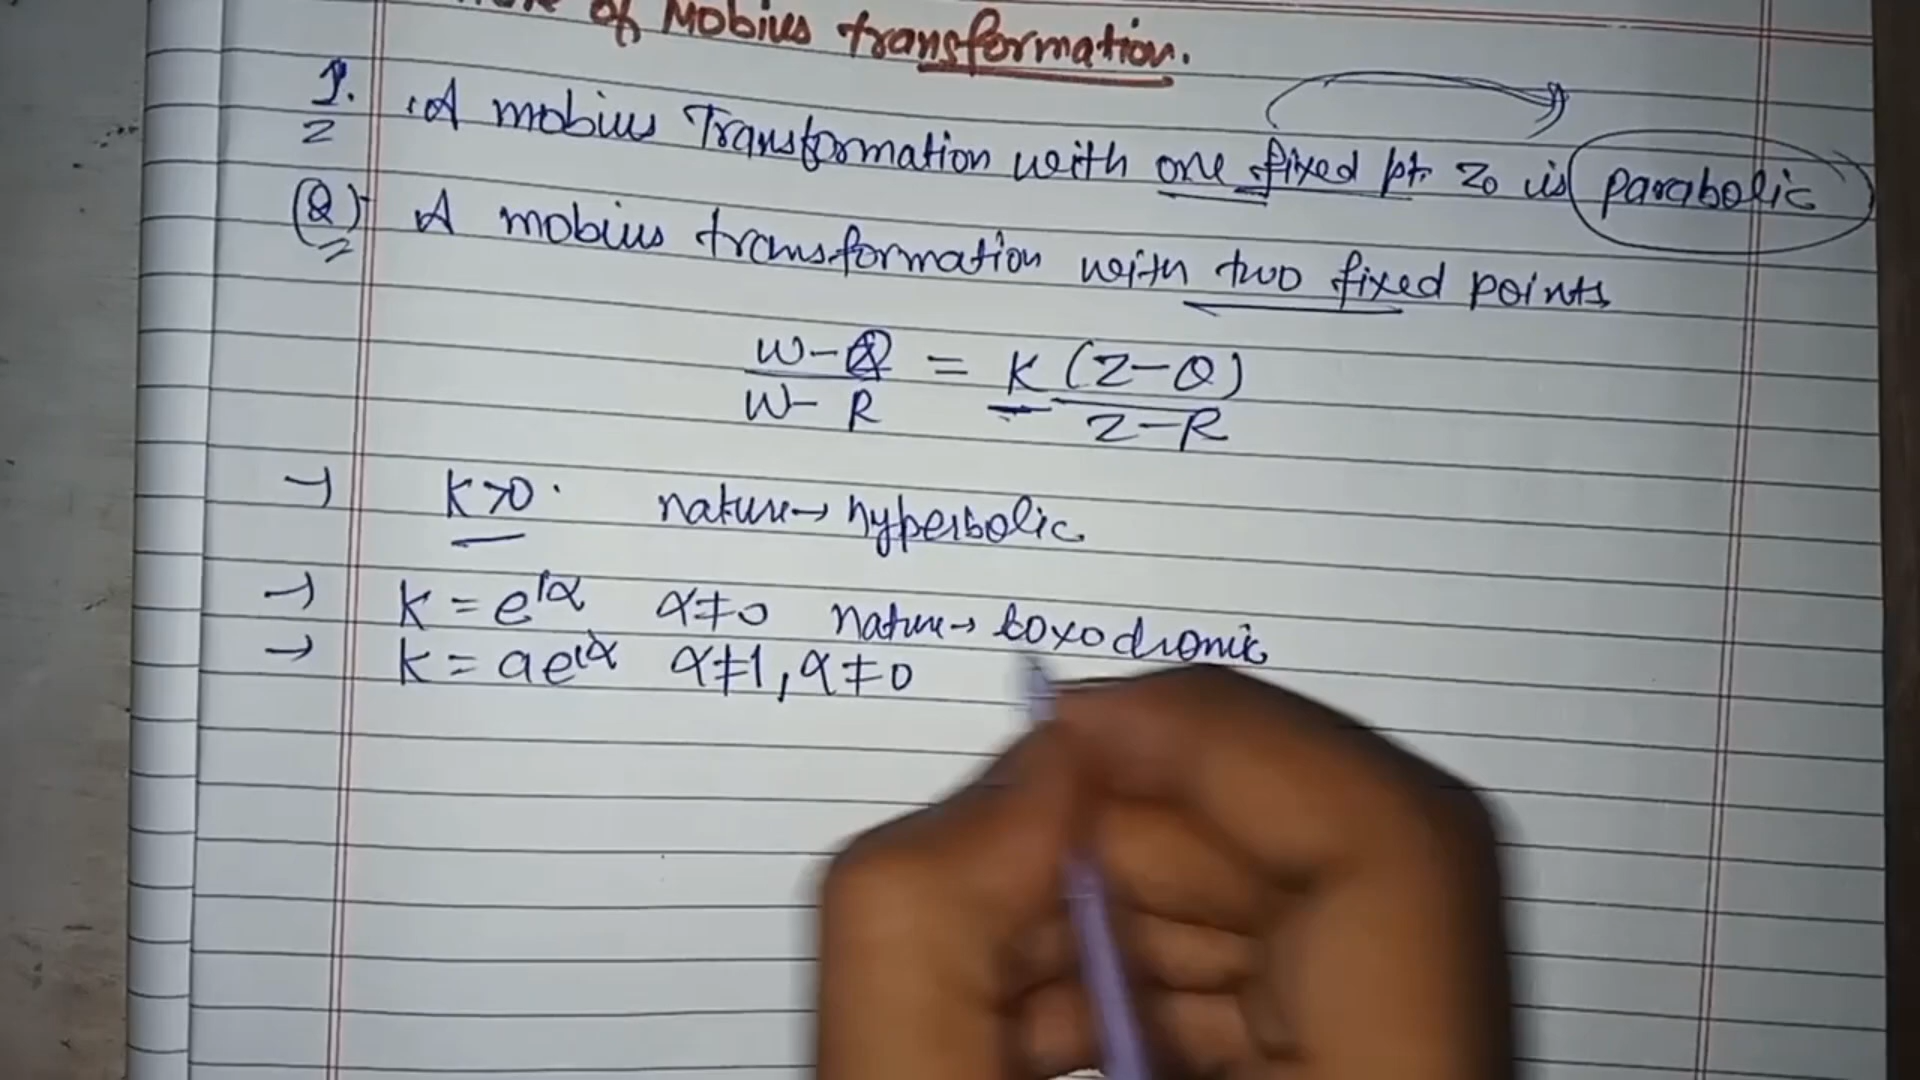 of Mobius transformation.
1. A mobius Transformation with one fixed pt. Z₀ is parabolic
(2) A mobius transformation with two fixed points
W-Q / W-R = K (Z-Q) / Z-R
→ K>0. nature→ hyperbolic
→ K = e^iα α≠0 nature→ loxodromic
→ K = ae^iα α≠1, α≠0